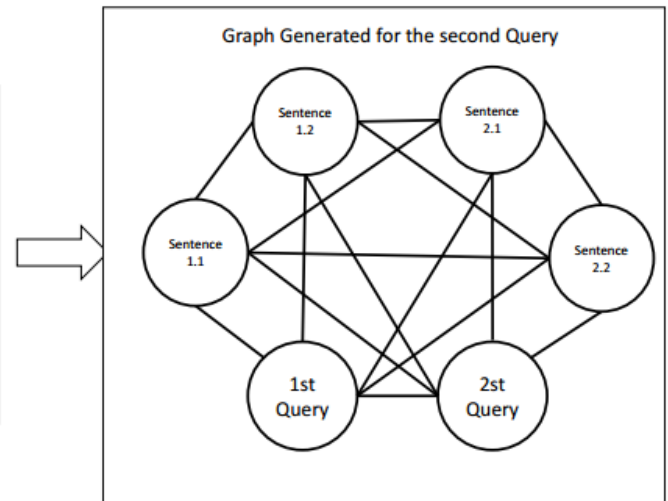 Graph Generated for the second Query
Sentence
1.2
Sentence
2.1
Sentence
1.1
Sentence
2.2
1st
Query
2st
Query